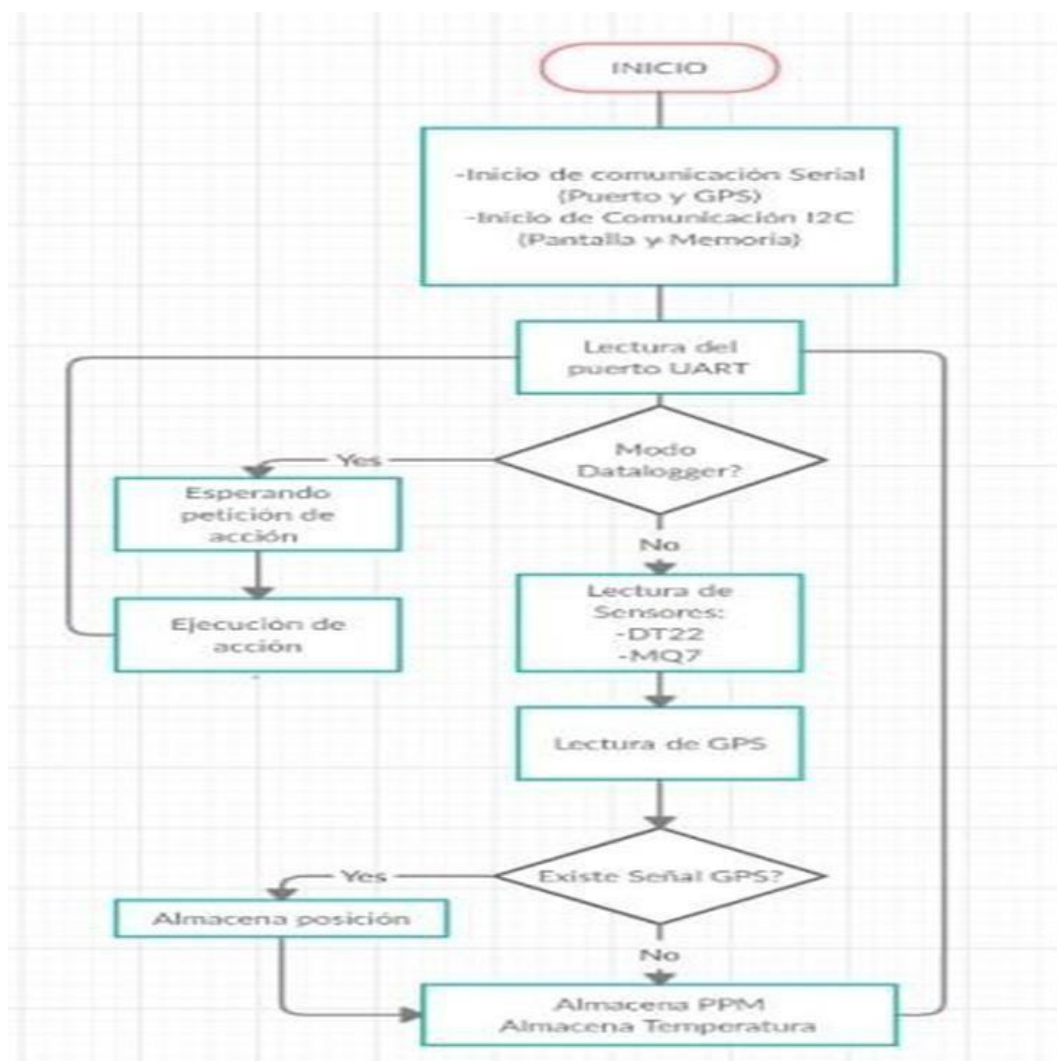 INICIO
-Inicio de comunicación Serial
(Puerto y GPS)
-Inicio de Comunicación I2C
(Pantalla y Memoria)
Lectura del
puerto UART
Modo
Datalogger?
Yes
Esperando
petición de
acción
Ejecución de
acción
No
Lectura de
Sensores:
-DT22
-MQ7
Lectura de GPS
Existe Señal GPS?
Yes
Almacena posición
No
Almacena PPM
Almacena Temperatura